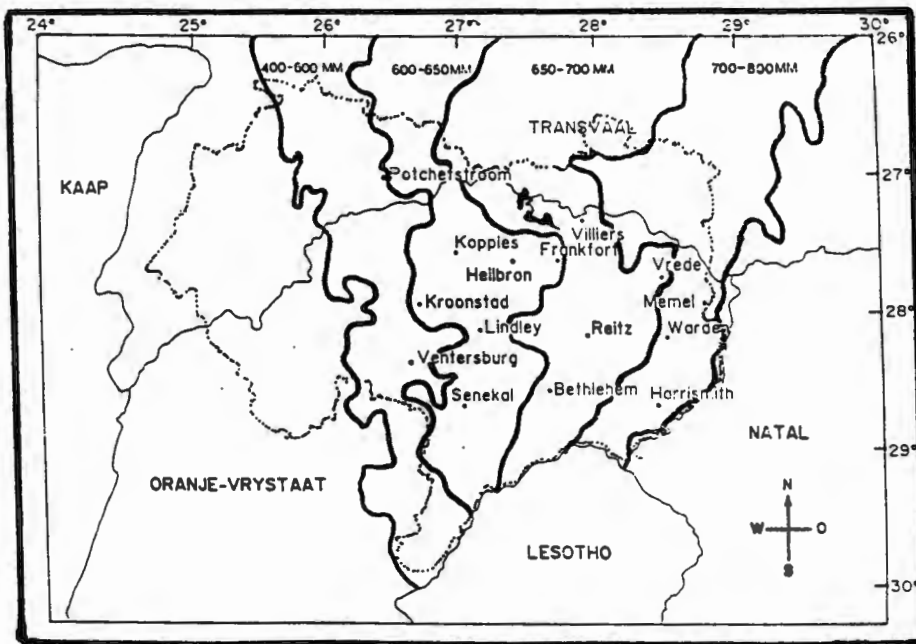 24° 25° 26° 27° 28° 29° 30°
26°
400-600 MM 600-650MM 650-700 MM 700-800MM
TRANSVAAL
Potchefstroom
27°
KAAP
Villiers
Koppies Frankfort
Heilbron Vrede
Kroonstad Memel
28°
Lindley Reitz Warden
Ventersburg
Senekal Bethlehem Harrismith
NATAL
29°
ORANJE-VRYSTAAT
N
W O
S
LESOTHO
30°